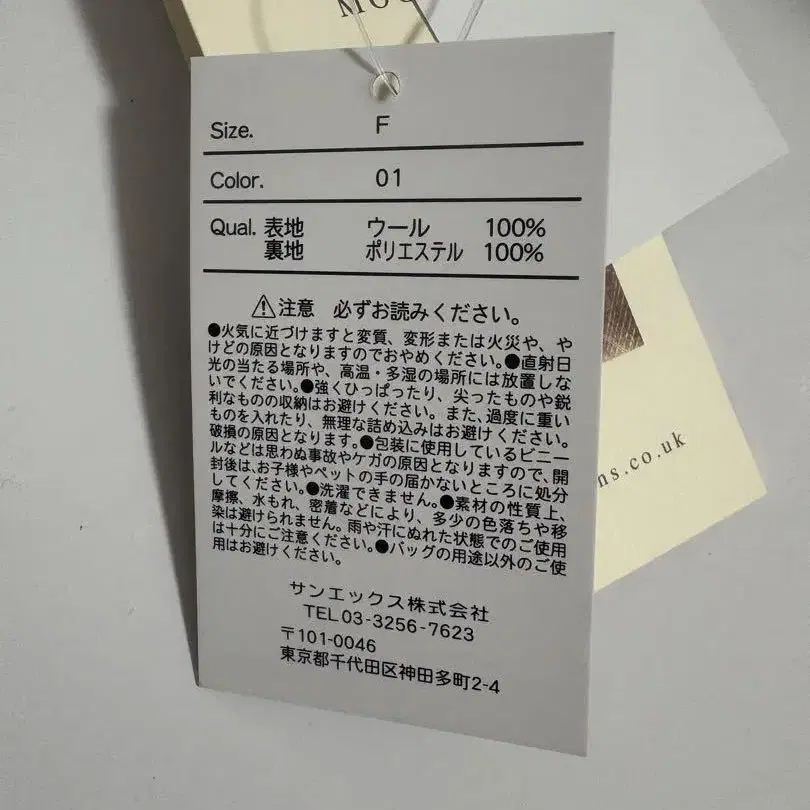 Size. F
Color. 01
Qual. 表地 ウール 100%
裏地 ポリエステル 100%
⚠注意 必ずお読みください。
●火気に近づけますと変質、変形または火災や、や
けどの原因となりますのでおやめください。●直射日
光の当たる場所や、高温・多湿の場所には放置しな
いでください。●強くひっぱったり、尖ったものや鋭
利なものの収納はお避けください。また、過度に重い
ものを入れたり、無理な詰め込みはお避けください。
破損の原因となります。●包装に使用しているビニー
ルなどは思わぬ事故やケガの原因となりますので、開
封後は、お子様やペットの手の届かないところに処分
してください。●洗濯できません。●素材の性質上、
摩擦、水もれ、密着などにより、多少の色落ちや移
染は避けられません。雨や汗にぬれた状態でのご使用
は十分にご注意ください。●バッグの用途以外のご使
用はお避けください。
サンエックス株式会社
TEL 03-3256-7623
〒101-0046
東京都千代田区神田多町2-4
ns.co.uk